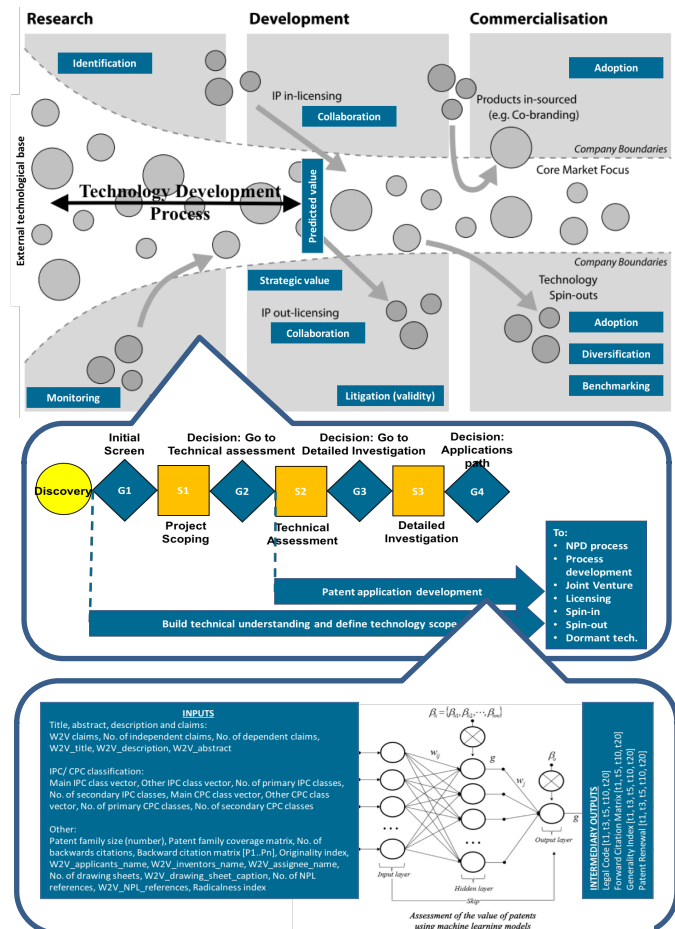 Research
Development
Commercialisation
Identification
Adoption
IP in-licensing
Collaboration
Products in-sourced
(e.g. Co-branding)
Company Boundaries
Core Market Focus
External technological base
Technology Development
Process
Predicted value
Company Boundaries
Strategic value
Technology
Spin-outs
IP out-licensing
Collaboration
Adoption
Diversification
Monitoring
Litigation (validity)
Benchmarking
Initial
Screen
Decision: Go to
Technical assessment
Decision: Go to
Detailed Investigation
Decision:
Applications
path
Discovery
G1
S1
G2
S2
G3
S3
G4
Project
Scoping
Technical
Assessment
Detailed
Investigation
To:
• NPD process
• Process
development
• Joint Venture
• Licensing
• Spin-in
• Spin-out
• Dormant tech.
Patent application development
Build technical understanding and define technology scope
INPUTS
Title, abstract, description and claims:
W2V claims, No. of independent claims, No. of dependent claims,
W2V_title, W2V_description, W2V_abstract
IPC/ CPC classification:
Main IPC class vector, Other IPC class vector, No. of primary IPC classes,
No. of secondary IPC classes, Main CPC class vector, Other CPC class
vector, No. of primary CPC classes, No. of secondary CPC classes
Other:
Patent family size (number), Patent family coverage matrix, No. of
backwards citations, Backward citation matrix [P1..Pn], Originality index,
W2V_applicants_name, W2V_inventors_name, W2V_assignee_name,
No. of drawing sheets, W2V_drawing_sheet_caption, No. of NPL
references, W2V_NPL_references, Radicalness index
w_ij
g
w_j
β_o
g
Input layer
Hidden layer
Output layer
Skip
Assessment of the value of patents
using machine learning models
INTERMEDIARY OUTPUTS
Legal Code [t1, t3, t5, t10, t20]
Forward Citation Matrix [t1, t5, t10, t20]
Generality Index [t1, t3, t5, t10, t20]
Patent Renewal [t1, t3, t5, t10, t20]